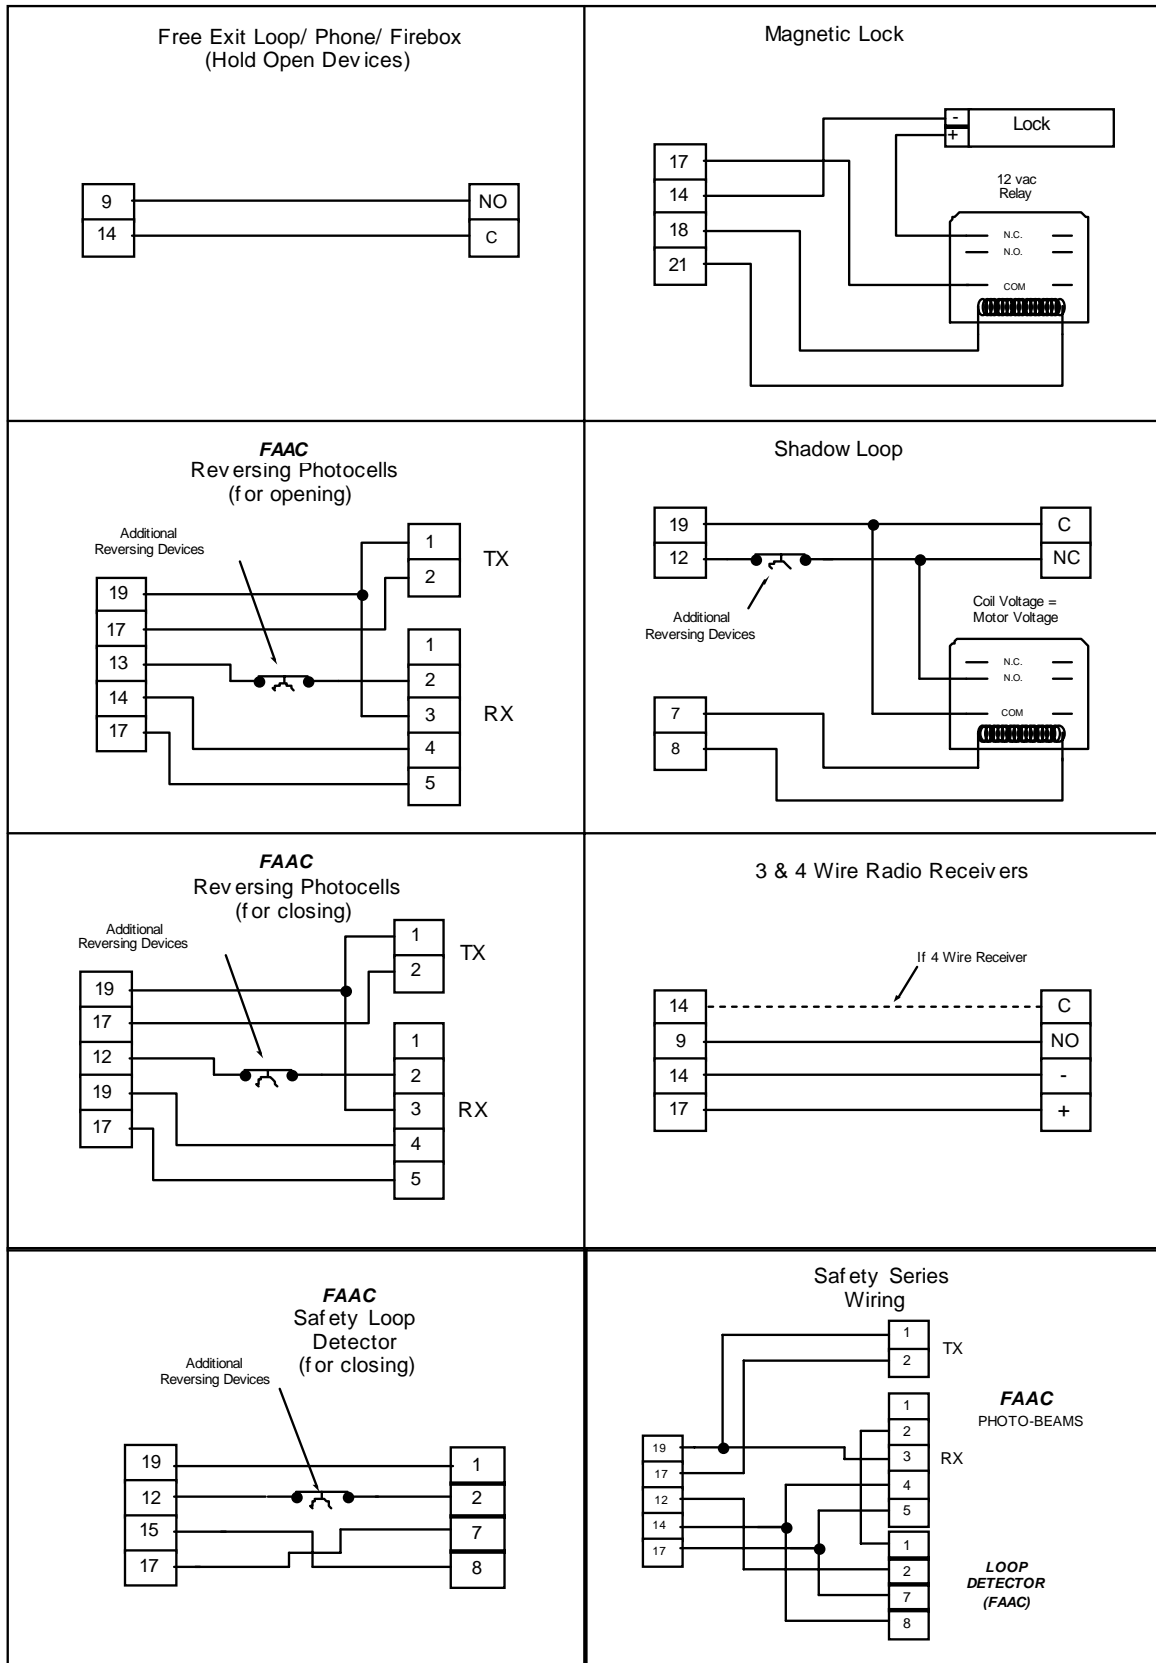 Free Exit Loop/ Phone/ Firebox
(Hold Open Devices)
9
NO
14
C
Magnetic Lock
-
Lock
+
17
14
18
21
12 vac
Relay
N.C.
N.O.
COM
FAAC
Reversing Photocells
(for opening)
Additional
Reversing Devices
1
TX
2
19
17
13
14
17
1
2
3
RX
4
5
Shadow Loop
19
C
12
NC
Additional
Reversing Devices
Coil Voltage =
Motor Voltage
N.C.
N.O.
COM
7
8
FAAC
Reversing Photocells
(for closing)
Additional
Reversing Devices
1
TX
2
19
17
12
19
17
1
2
3
RX
4
5
3 & 4 Wire Radio Receivers
If 4 Wire Receiver
14
C
9
NO
14
-
17
+
FAAC
Safety Loop
Detector
(for closing)
Additional
Reversing Devices
19
1
12
2
15
7
17
8
Safety Series
Wiring
1
TX
2
FAAC
PHOTO-BEAMS
1
2
3
RX
4
5
19
17
12
14
17
1
2
7
8
LOOP
DETECTOR
(FAAC)